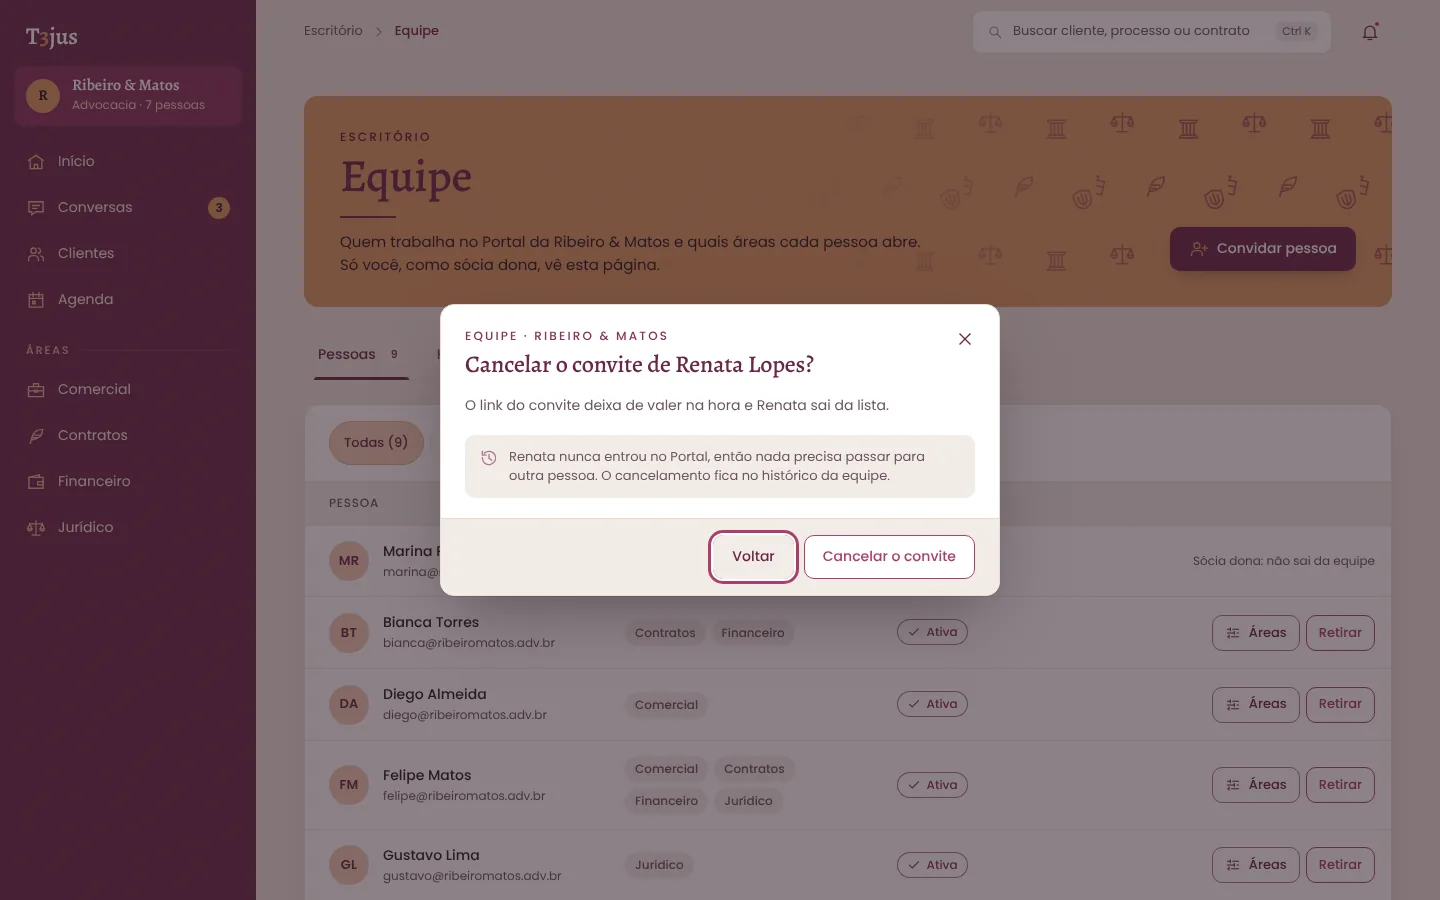 T3jus
R
Ribeiro & Matos
Advocacia · 7 pessoas
Início
Conversas
3
Clientes
Agenda
ÁREAS
Comercial
Contratos
Financeiro
Jurídico
Escritório
Equipe
Buscar cliente, processo ou contrato
Ctrl K
ESCRITÓRIO
Equipe
Quem trabalha no Portal da Ribeiro & Matos e quais áreas cada pessoa abre.
Só você, como sócia dona, vê esta página.
Convidar pessoa
Pessoas 9
EQUIPE · RIBEIRO & MATOS
Cancelar o convite de Renata Lopes?
O link do convite deixa de valer na hora e Renata sai da lista.
Renata nunca entrou no Portal, então nada precisa passar para
outra pessoa. O cancelamento fica no histórico da equipe.
Voltar
Cancelar o convite
Todas (9)
PESSOA
MR
Marina
marina@
Sócia dona: não sai da equipe
BT
Bianca Torres
bianca@ribeiromatos.adv.br
Contratos
Financeiro
Ativa
Áreas
Retirar
DA
Diego Almeida
diego@ribeiromatos.adv.br
Comercial
Ativa
Áreas
Retirar
FM
Felipe Matos
felipe@ribeiromatos.adv.br
Comercial
Contratos
Financeiro
Jurídico
Ativa
Áreas
Retirar
GL
Gustavo Lima
gustavo@ribeiromatos.adv.br
Jurídico
Ativa
Áreas
Retirar